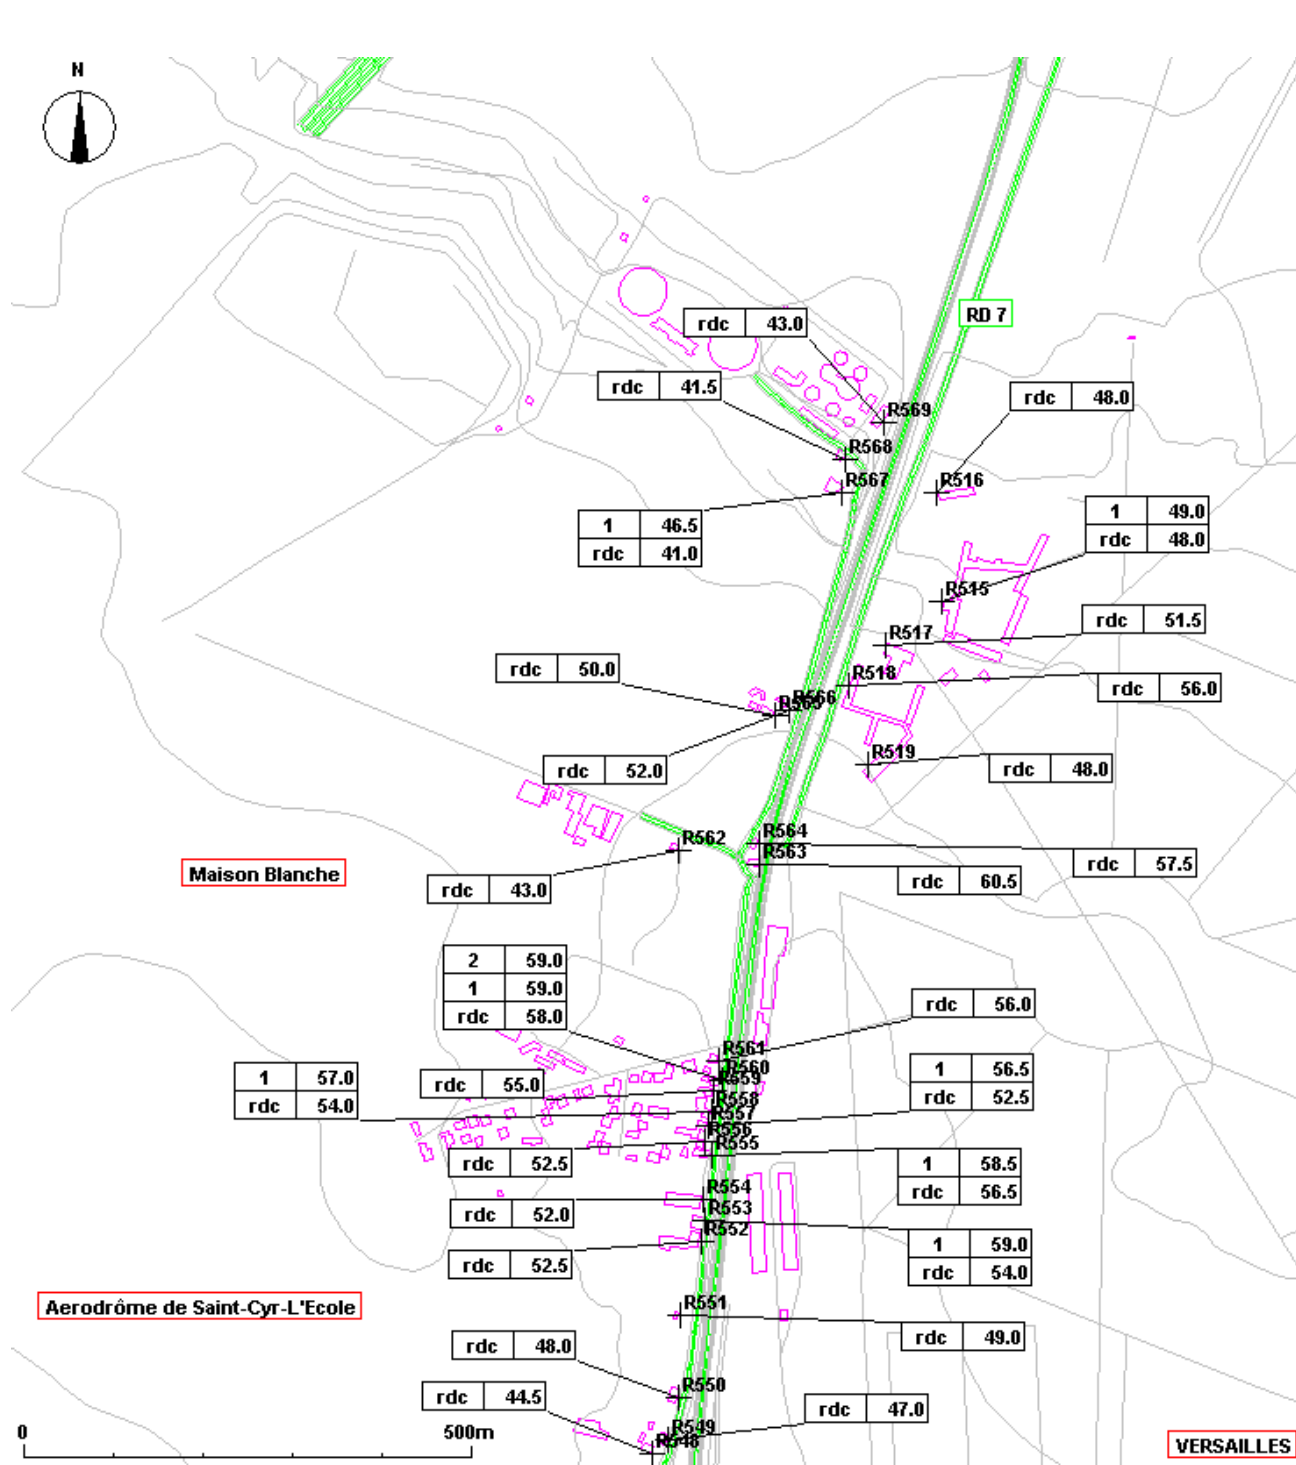 N
RD 7
rdc 43.0
rdc 41.5
R569
rdc 48.0
R568
R567
R516
1 46.5
rdc 41.0
1 49.0
rdc 48.0
R515
rdc 51.5
R517
rdc 50.0
R518
rdc 56.0
R566
R565
rdc 52.0
R519
rdc 48.0
R564
R562
R563
rdc 57.5
Maison Blanche
rdc 43.0
rdc 60.5
2 59.0
1 59.0
rdc 58.0
rdc 56.0
R561
R560
R559
1 57.0
rdc 54.0
rdc 55.0
1 56.5
rdc 52.5
R558
R557
R556
R555
rdc 52.5
1 58.5
rdc 56.5
R554
rdc 52.0
R553
R552
rdc 52.5
1 59.0
rdc 54.0
Aerodrôme de Saint-Cyr-L'Ecole
R551
rdc 49.0
rdc 48.0
R550
rdc 44.5
rdc 47.0
R549
R548
0 500m
VERSAILLES